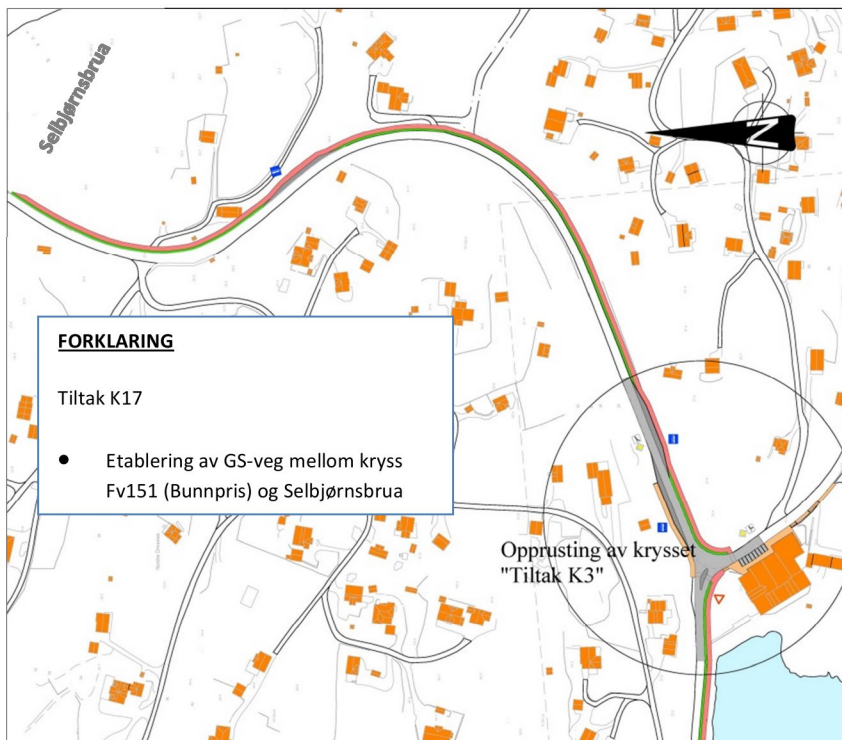 Selbjørnsbrua
N
FORKLARING
Tiltak K17
● Etablering av GS-veg mellom kryss
Fv151 (Bunnpris) og Selbjørnsbrua
Opprusting av krysset
"Tiltak K3"